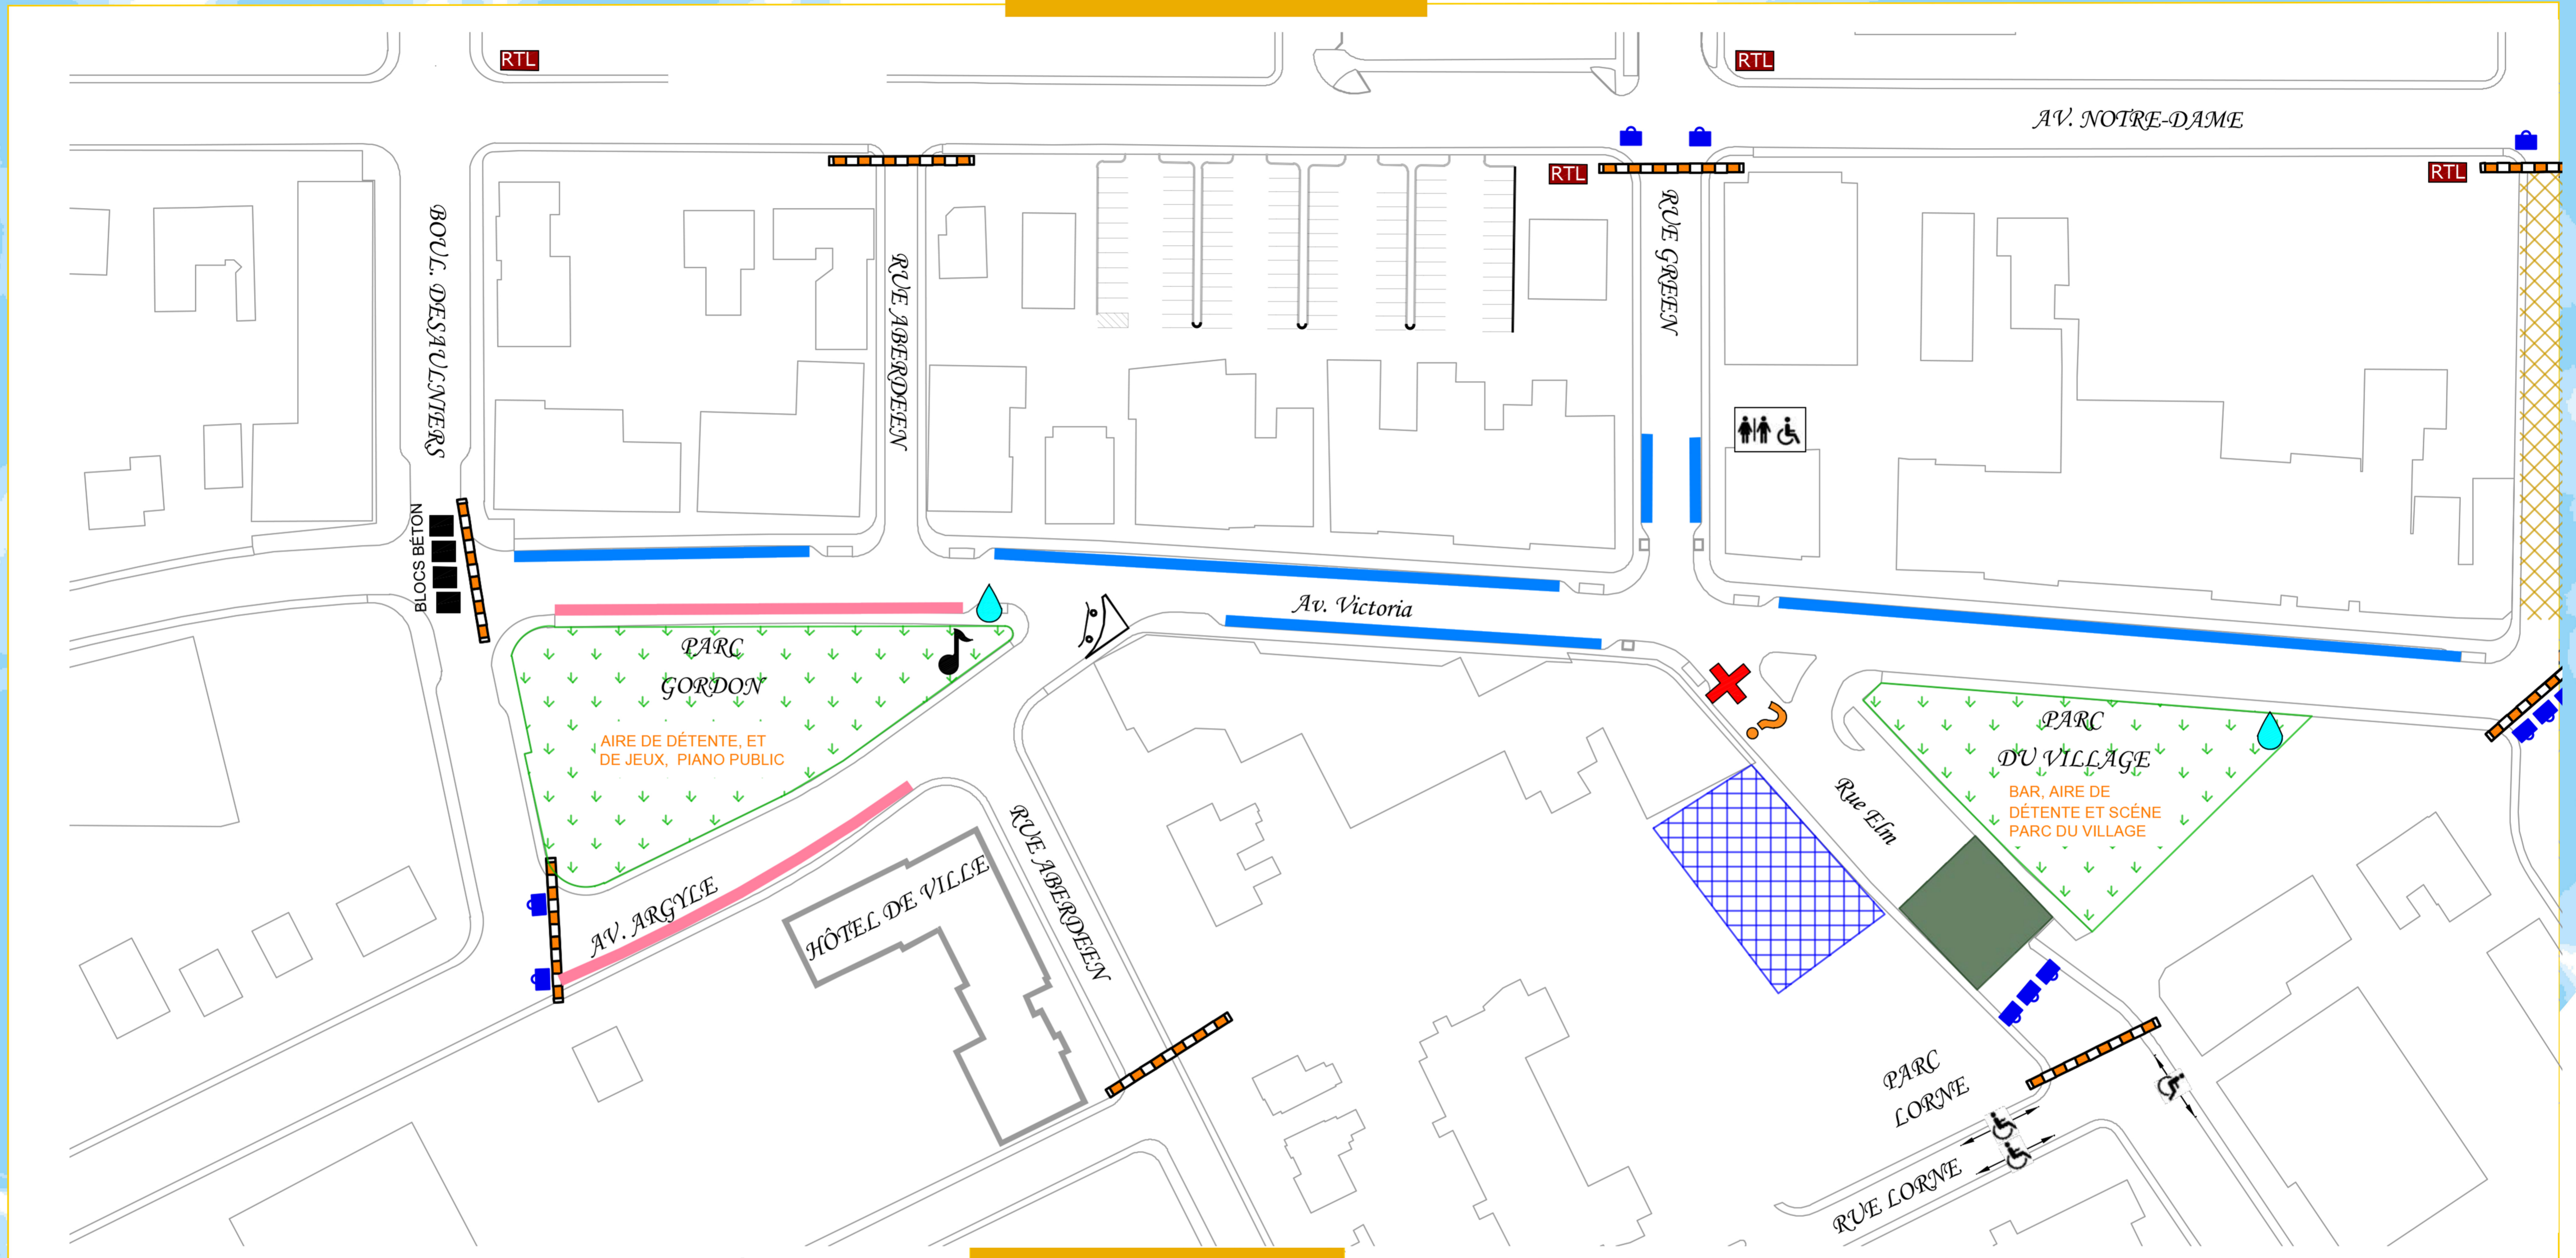 RTL
RTL
AV. NOTRE-DAME
RTL
RTL
BOUL. DESAULNIERS
RUE ABERDEEN
RUE GREEN
BLOCS BÉTON
Av. Victoria
PARC
GORDON
AIRE DE DÉTENTE, ET
DE JEUX, PIANO PUBLIC
PARC
DU VILLAGE
BAR, AIRE DE
DÉTENTE ET SCÉNE
PARC DU VILLAGE
?
Rue Elm
AV. ARGYLE
HÔTEL DE VILLE
RUE ABERDEEN
PARC
LORNE
RUE LORNE